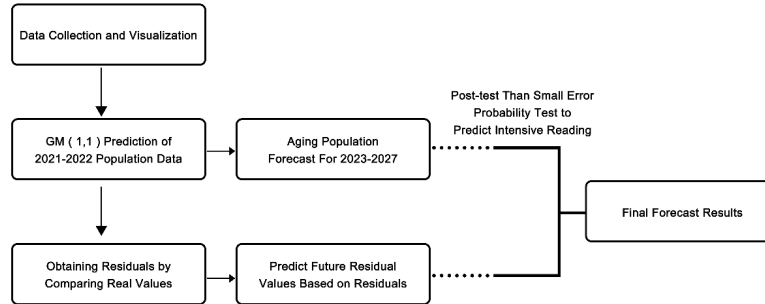 Data Collection and Visualization
Post-test Than Small Error
Probability Test to
Predict Intensive Reading
GM ( 1,1 ) Prediction of
2021-2022 Population Data
Aging Population
Forecast For 2023-2027
Final Forecast Results
Obtaining Residuals by
Comparing Real Values
Predict Future Residual
Values Based on Residuals